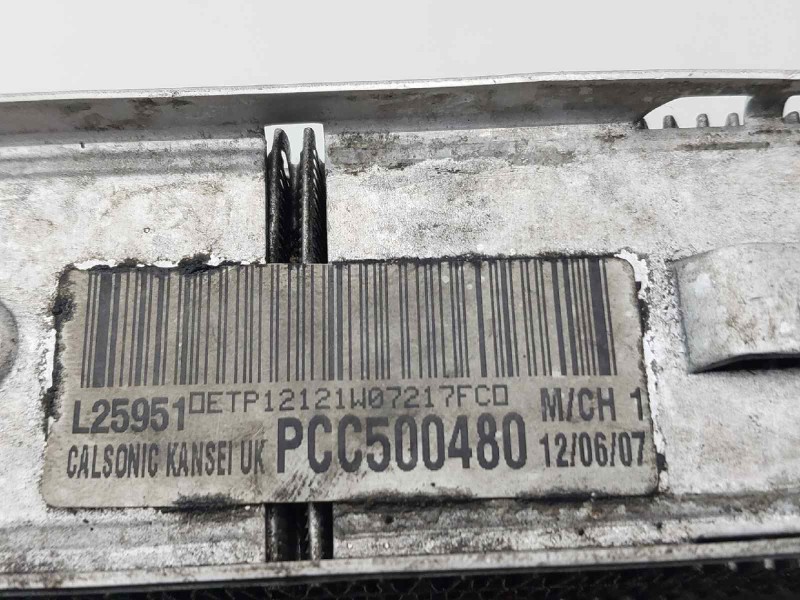 L25951 ▯ETP12121W07217FC▯ M/CH 1
CALSONIC KANSEI UK PCC500480 12/06/07